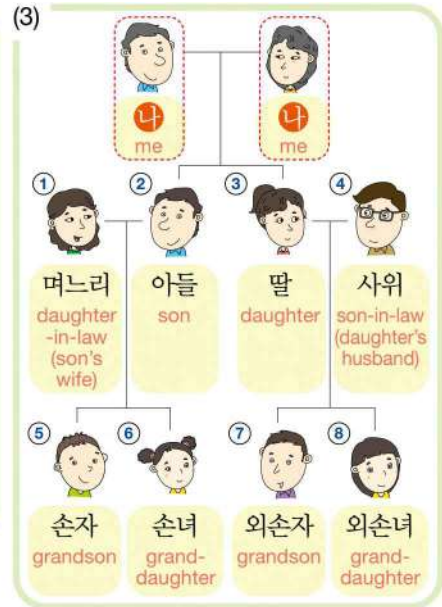 (3)
나 나
me me
① ② ③ ④
며느리 아들 딸 사위
daughter son daughter son-in-law
-in-law (daughter's
(son's husband)
wife)
⑤ ⑥ ⑦ ⑧
손자 손녀 외손자 외손녀
grandson grand- grandson grand-
daughter daughter